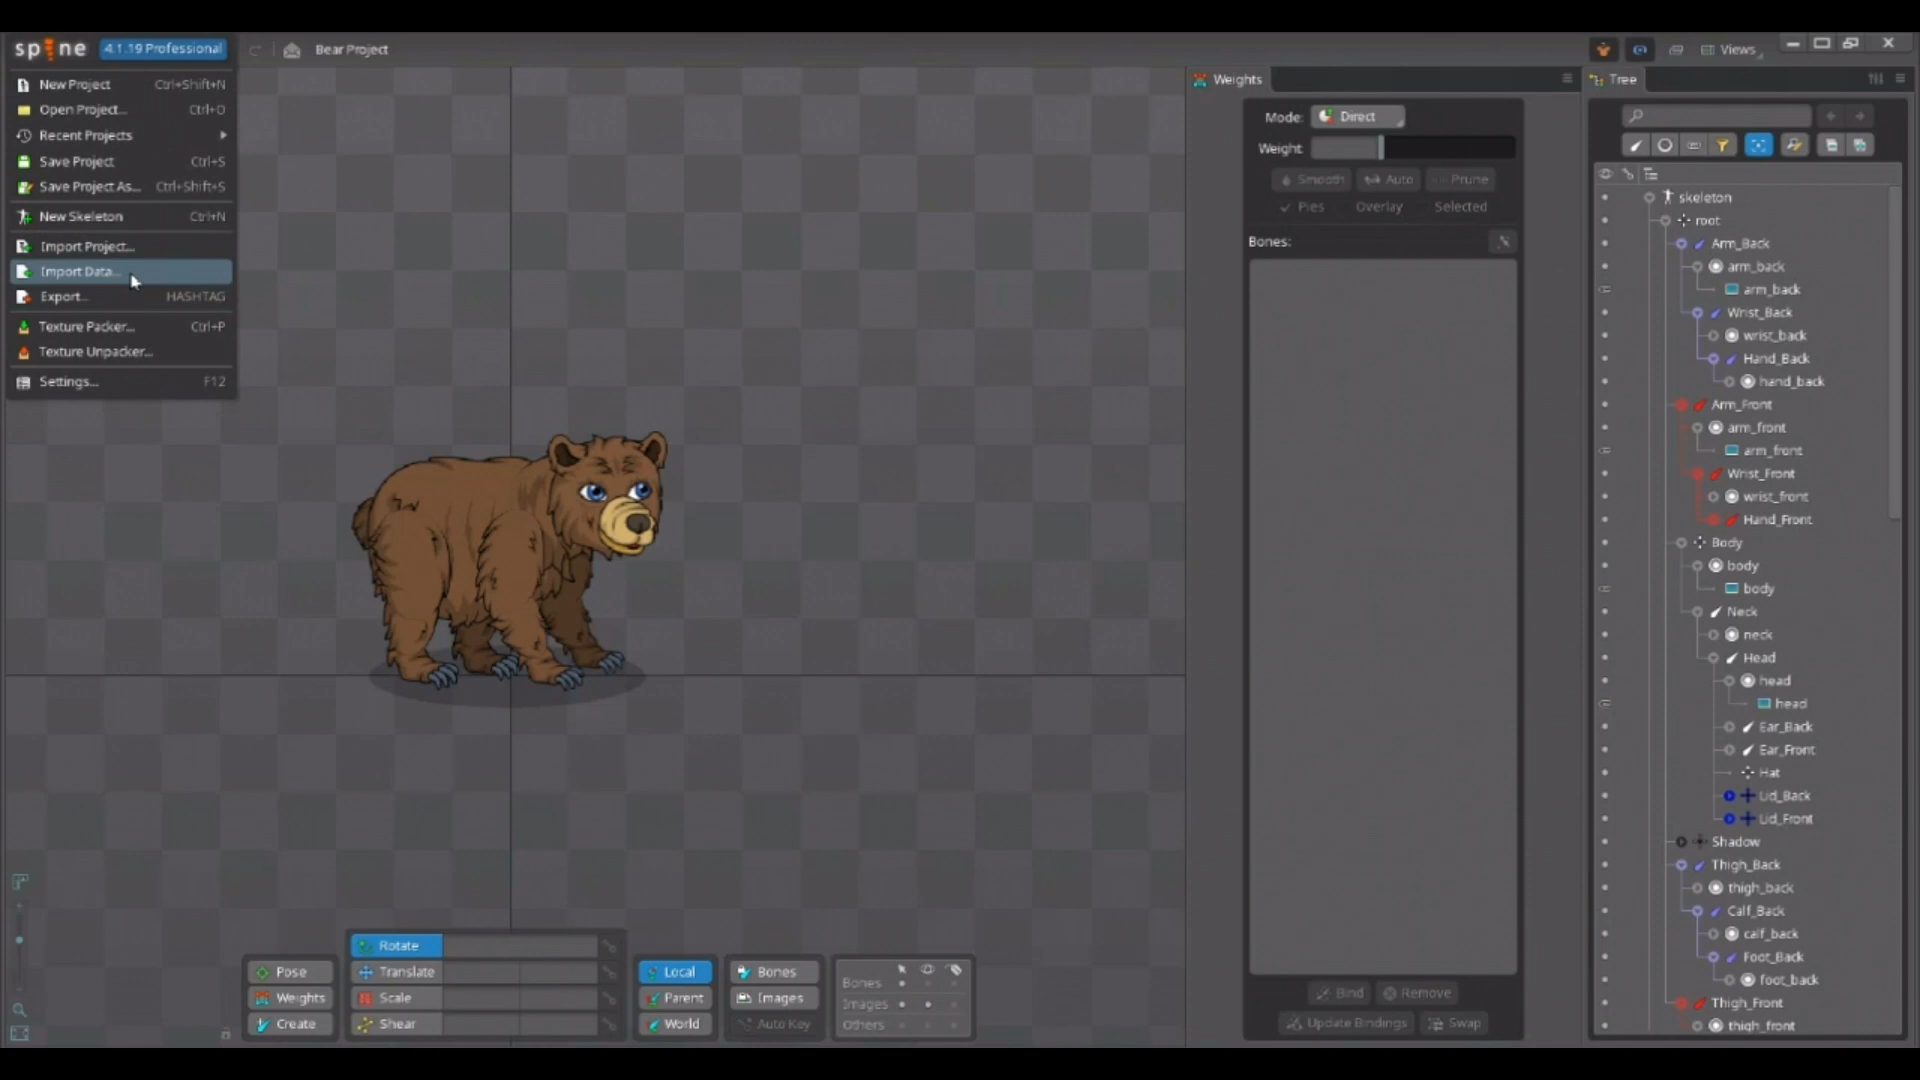 spine 4.1.19 Professional
Bear Project
Views
New Project Ctrl+Shift+N
Open Project... Ctrl+O
Recent Projects
Save Project Ctrl+S
Save Project As... Ctrl+Shift+S
New Skeleton Ctrl+N
Import Project...
Import Data...
Export... HASHTAG
Texture Packer... Ctrl+P
Texture Unpacker...
Settings... F12
Pose
Weights
Create
Rotate
Translate
Scale
Shear
Local
Parent
World
Bones
Images
Auto Key
Bones
Images
Others
Weights
Mode: Direct
Weight:
Smooth Auto Prune
Pies Overlay Selected
Bones:
Bind Remove
Update Bindings Swap
Tree
skeleton
root
Arm_Back
arm_back
arm_back
Wrist_Back
wrist_back
Hand_Back
hand_back
Arm_Front
arm_front
arm_front
Wrist_Front
wrist_front
Hand_Front
Body
body
body
Neck
neck
Head
head
head
Ear_Back
Ear_Front
Hat
Lid_Back
Lid_Front
Shadow
Thigh_Back
thigh_back
Calf_Back
calf_back
Foot_Back
foot_back
Thigh_Front
thigh_front